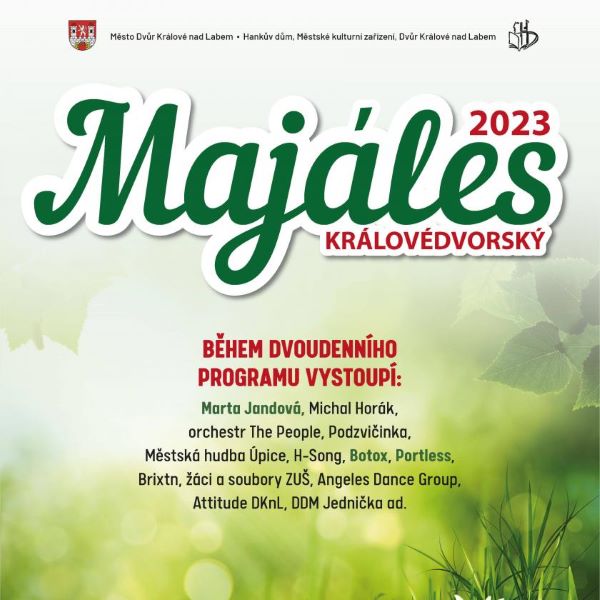 Město Dvůr Králové nad Labem • Hankův dům, Městské kulturní zařízení, Dvůr Králové nad Labem
Majáles
2023
KRÁLOVÉDVORSKÝ
BĚHEM DVOUDENNÍHO
PROGRAMU VYSTOUPÍ:
Marta Jandová, Michal Horák,
orchestr The People, Podzvičinka,
Městská hudba Úpice, H-Song, Botox, Portless,
Brixtn, žáci a soubory ZUŠ, Angeles Dance Group,
Attitude DKnL, DDM Jednička ad.